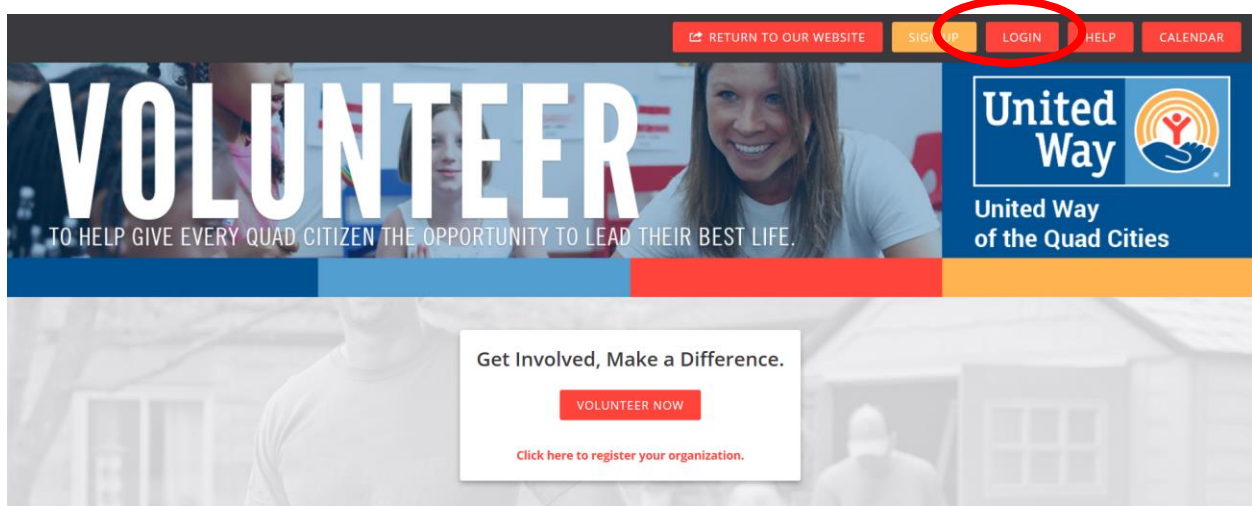 RETURN TO OUR WEBSITE SIGN UP LOGIN HELP CALENDAR
VOLUNTEER
TO HELP GIVE EVERY QUAD CITIZEN THE OPPORTUNITY TO LEAD THEIR BEST LIFE.
United
Way
United Way
of the Quad Cities
Get Involved, Make a Difference.
VOLUNTEER NOW
Click here to register your organization.